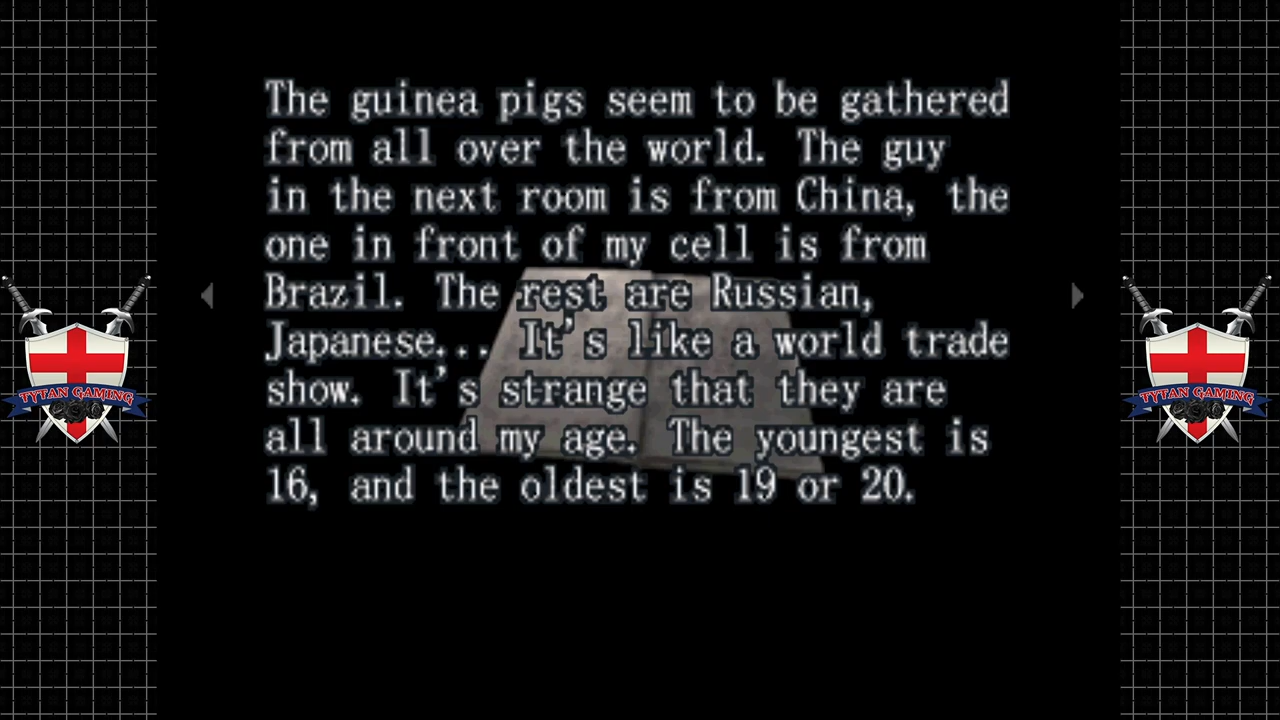 The guinea pigs seem to be gathered
from all over the world. The guy
in the next room is from China, the
one in front of my cell is from
Brazil. The rest are Russian,
Japanese... It's like a world trade
show. It's strange that they are
all around my age. The youngest is
16, and the oldest is 19 or 20.
TYTAN GAMING
TYTAN GAMING